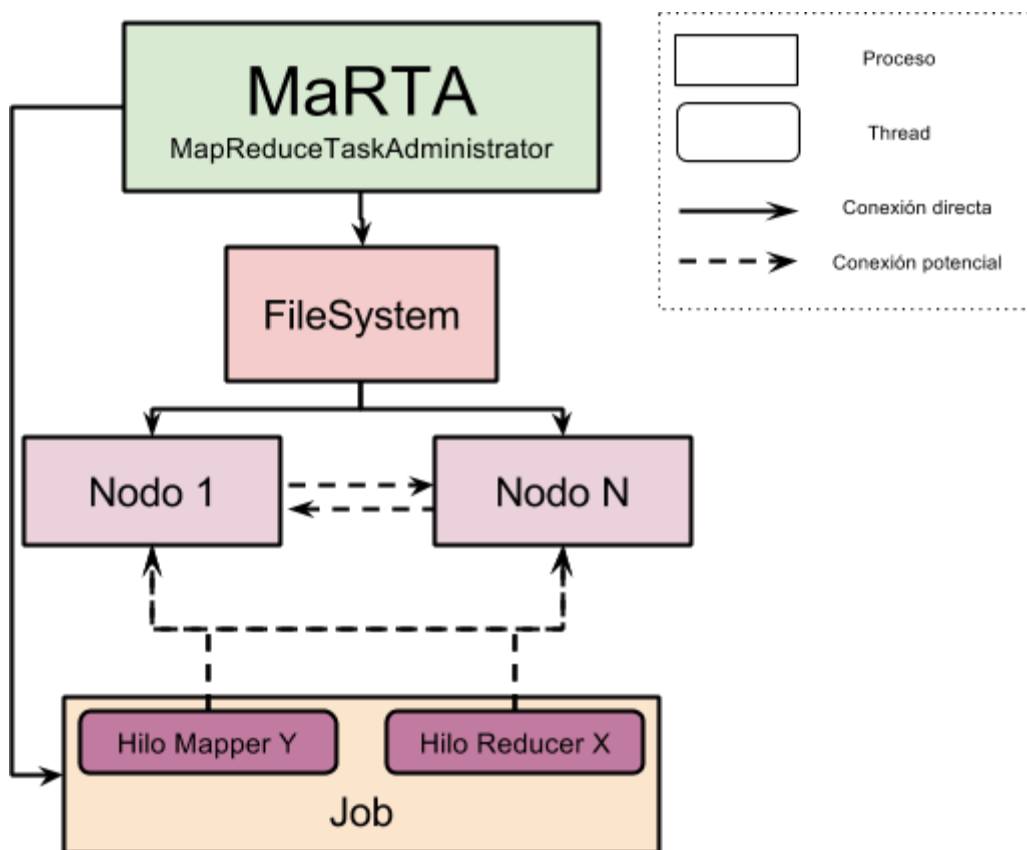 MaRTA
MapReduceTaskAdministrator
FileSystem
Nodo 1
Nodo N
Hilo Mapper Y
Hilo Reducer X
Job
Proceso
Thread
Conexión directa
Conexión potencial